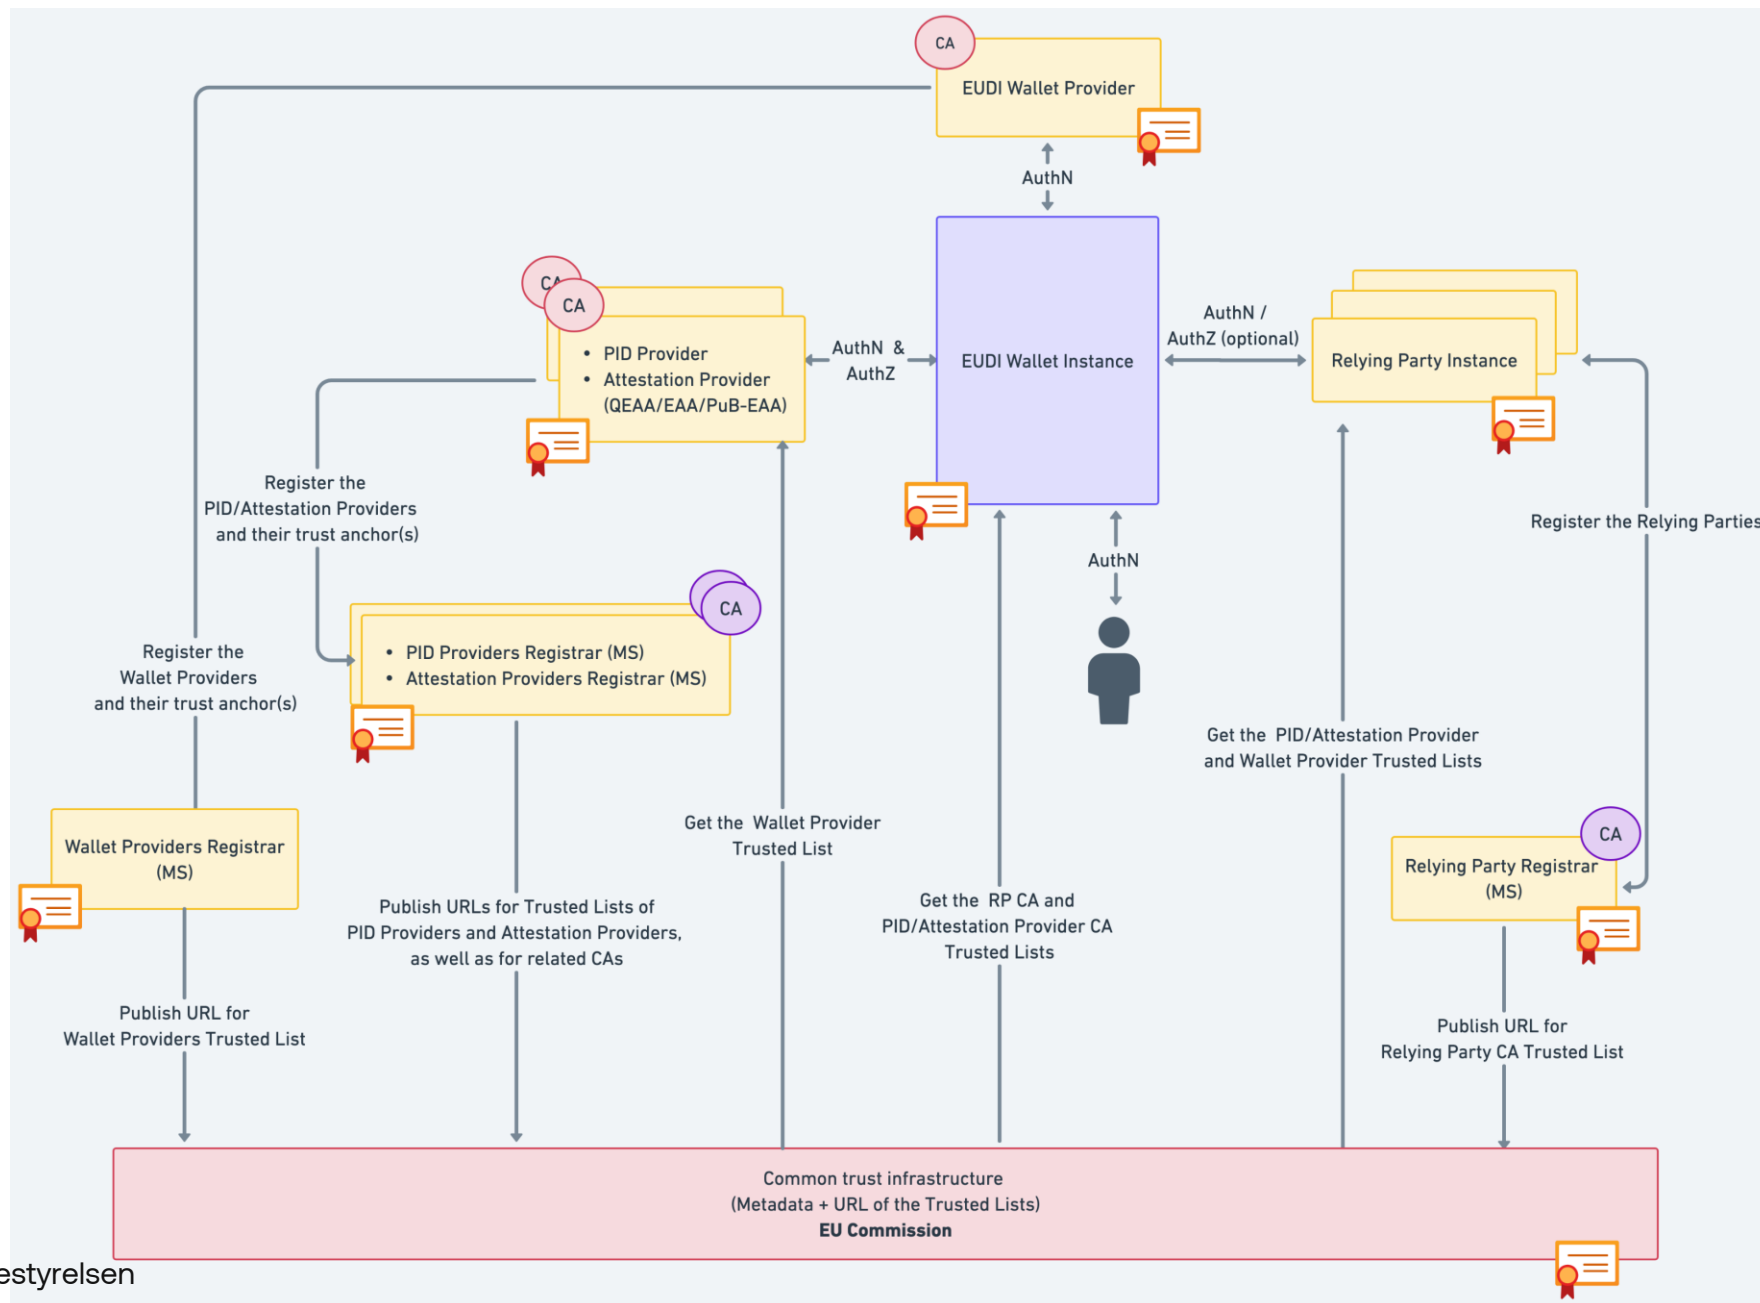 CA
EUDI Wallet Provider
AuthN
CA
CA
• PID Provider
• Attestation Provider
(QEAA/EAA/PuB-EAA)
AuthN &
AuthZ
EUDI Wallet Instance
AuthN /
AuthZ (optional)
Relying Party Instance
Register the
PID/Attestation Providers
and their trust anchor(s)
Register the Relying Parties
AuthN
CA
• PID Providers Registrar (MS)
• Attestation Providers Registrar (MS)
Register the
Wallet Providers
and their trust anchor(s)
Get the PID/Attestation Provider
and Wallet Provider Trusted Lists
Wallet Providers Registrar
(MS)
Get the Wallet Provider
Trusted List
CA
Relying Party Registrar
(MS)
Publish URLs for Trusted Lists of
PID Providers and Attestation Providers,
as well as for related CAs
Get the RP CA and
PID/Attestation Provider CA
Trusted Lists
Publish URL for
Wallet Providers Trusted List
Publish URL for
Relying Party CA Trusted List
Common trust infrastructure
(Metadata + URL of the Trusted Lists)
EU Commission
estyrelsen